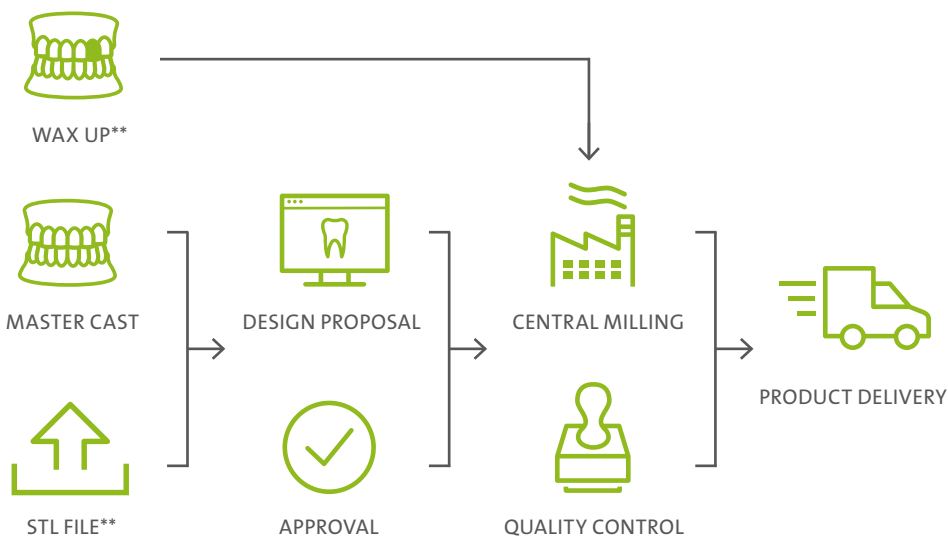 WAX UP**
MASTER CAST
DESIGN PROPOSAL
CENTRAL MILLING
PRODUCT DELIVERY
STL FILE**
APPROVAL
QUALITY CONTROL